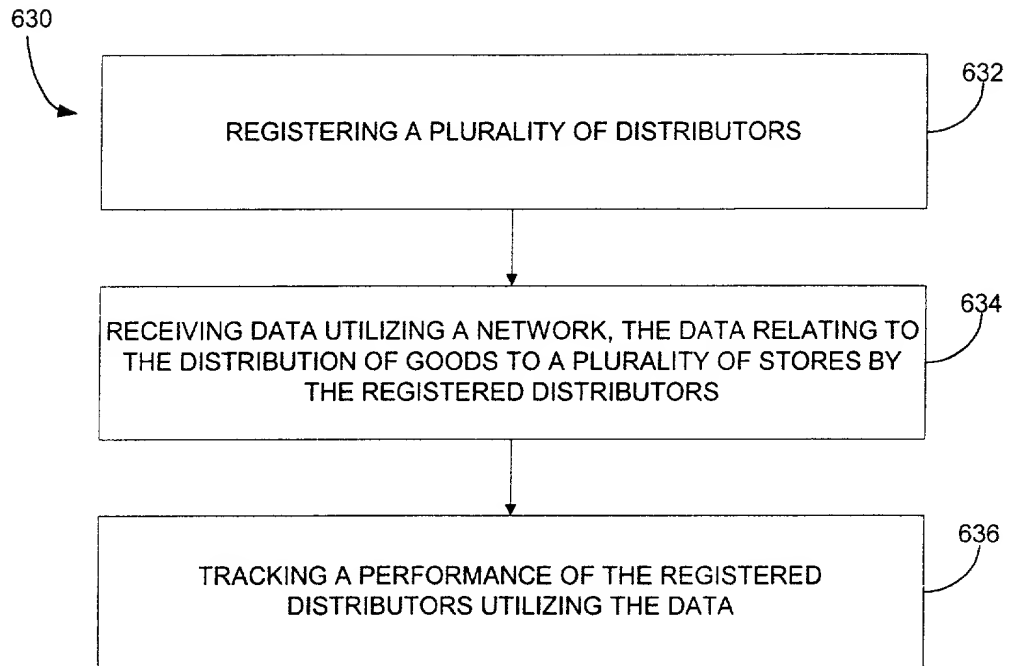 630
632
REGISTERING A PLURALITY OF DISTRIBUTORS
634
RECEIVING DATA UTILIZING A NETWORK, THE DATA RELATING TO
THE DISTRIBUTION OF GOODS TO A PLURALITY OF STORES BY
THE REGISTERED DISTRIBUTORS
636
TRACKING A PERFORMANCE OF THE REGISTERED
DISTRIBUTORS UTILIZING THE DATA